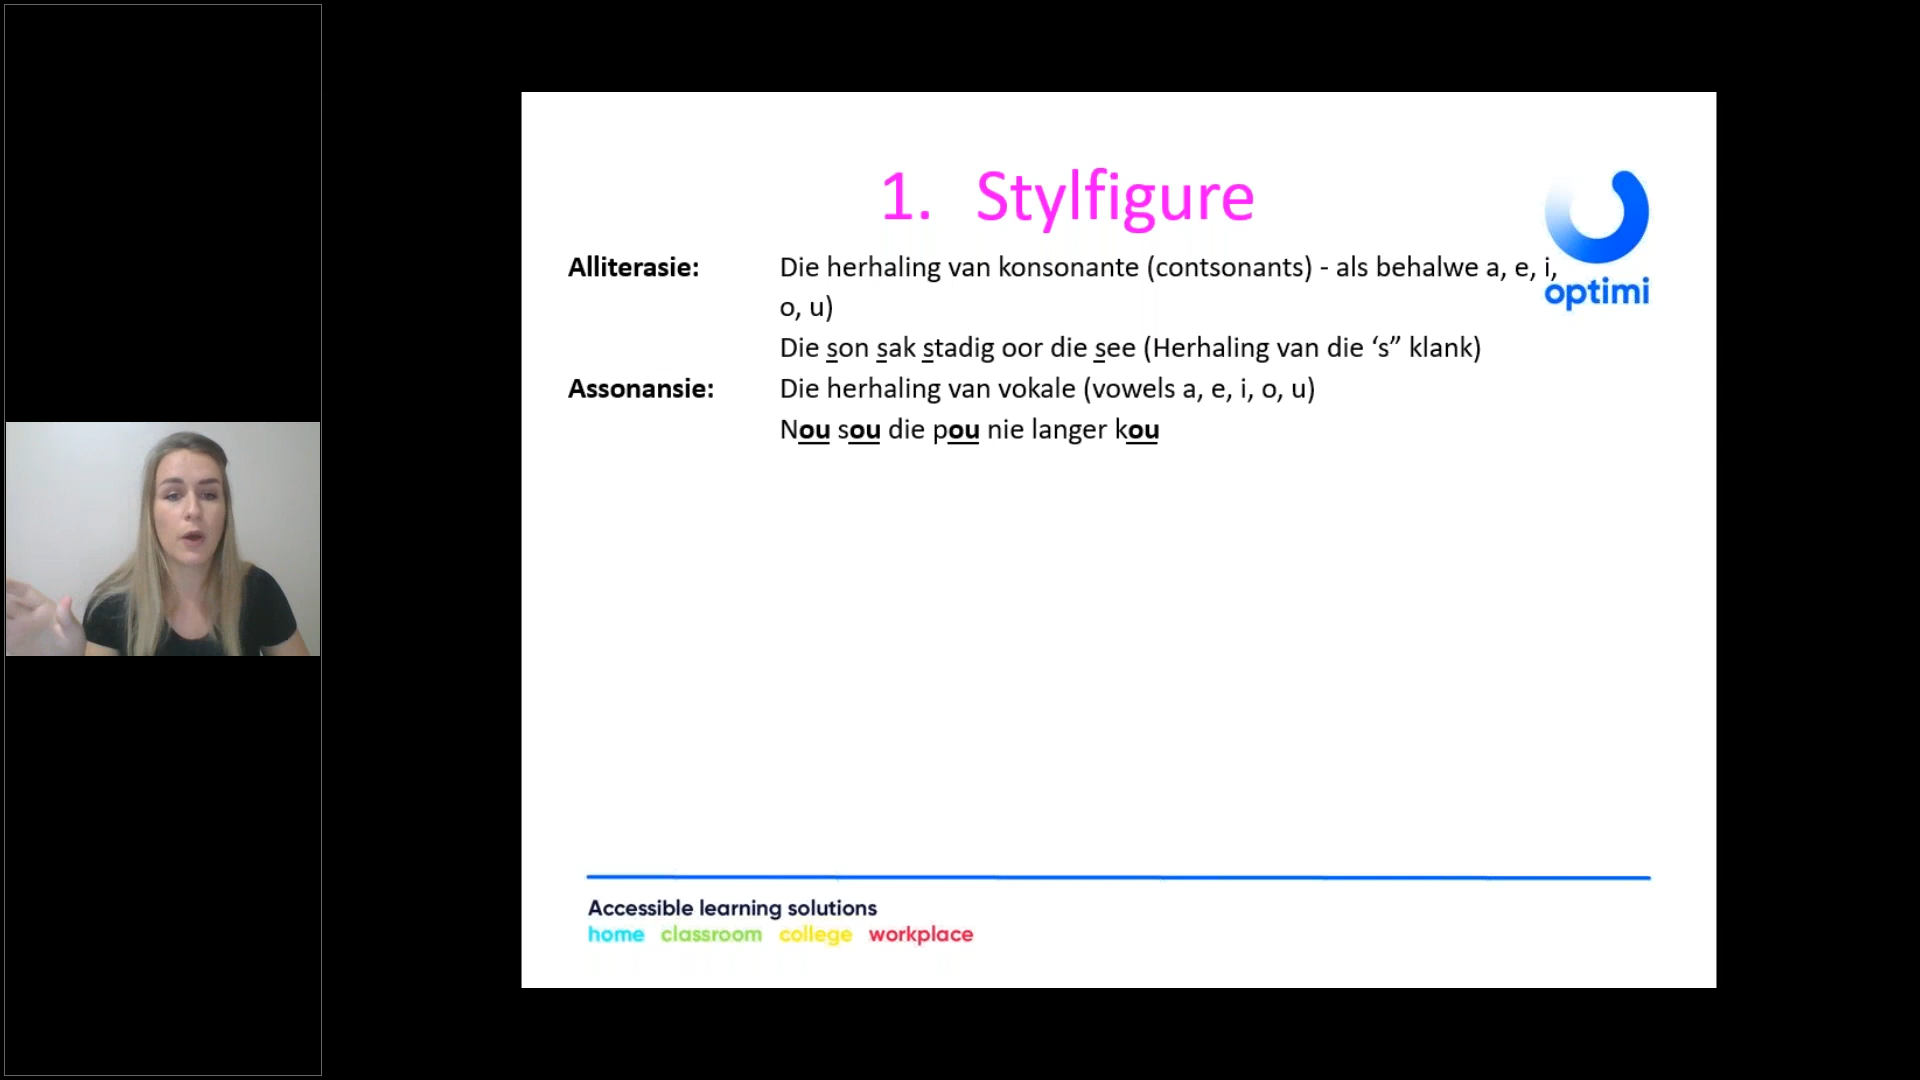 1. Stylfigure
optimi
Alliterasie: Die herhaling van konsonante (contsonants) - als behalwe a, e, i,
o, u)
Die son sak stadig oor die see (Herhaling van die ‘s” klank)
Assonansie: Die herhaling van vokale (vowels a, e, i, o, u)
Nou sou die pou nie langer kou
Accessible learning solutions
home classroom college workplace